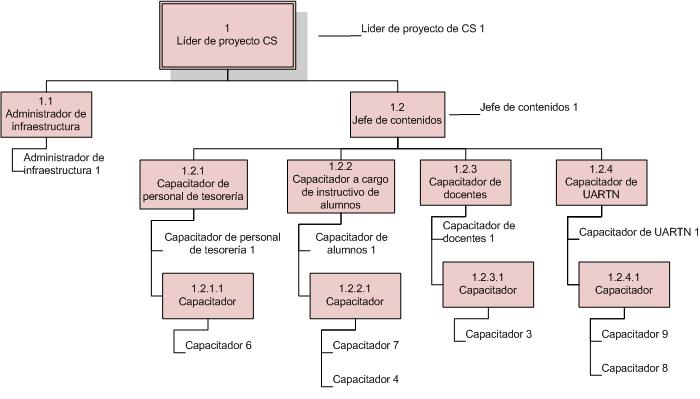 1
Líder de proyecto CS
Lider de proyecto de CS 1
1.1
Administrador de
infraestructura
1.2
Jefe de contenidos
Jefe de contenidos 1
Administrador de
infraestructura 1
1.2.1
Capacitador de
personal de tesorería
1.2.2
Capacitador a cargo
de instructivo de
alumnos
1.2.3
Capacitador de
docentes
1.2.4
Capacitador de
UARTN
Capacitador de personal
de tesorería 1
Capacitador de
alumnos 1
Capacitador de
docentes 1
Capacitador de UARTN 1
1.2.1.1
Capacitador
1.2.2.1
Capacitador
1.2.3.1
Capacitador
1.2.4.1
Capacitador
Capacitador 6
Capacitador 7
Capacitador 4
Capacitador 3
Capacitador 9
Capacitador 8